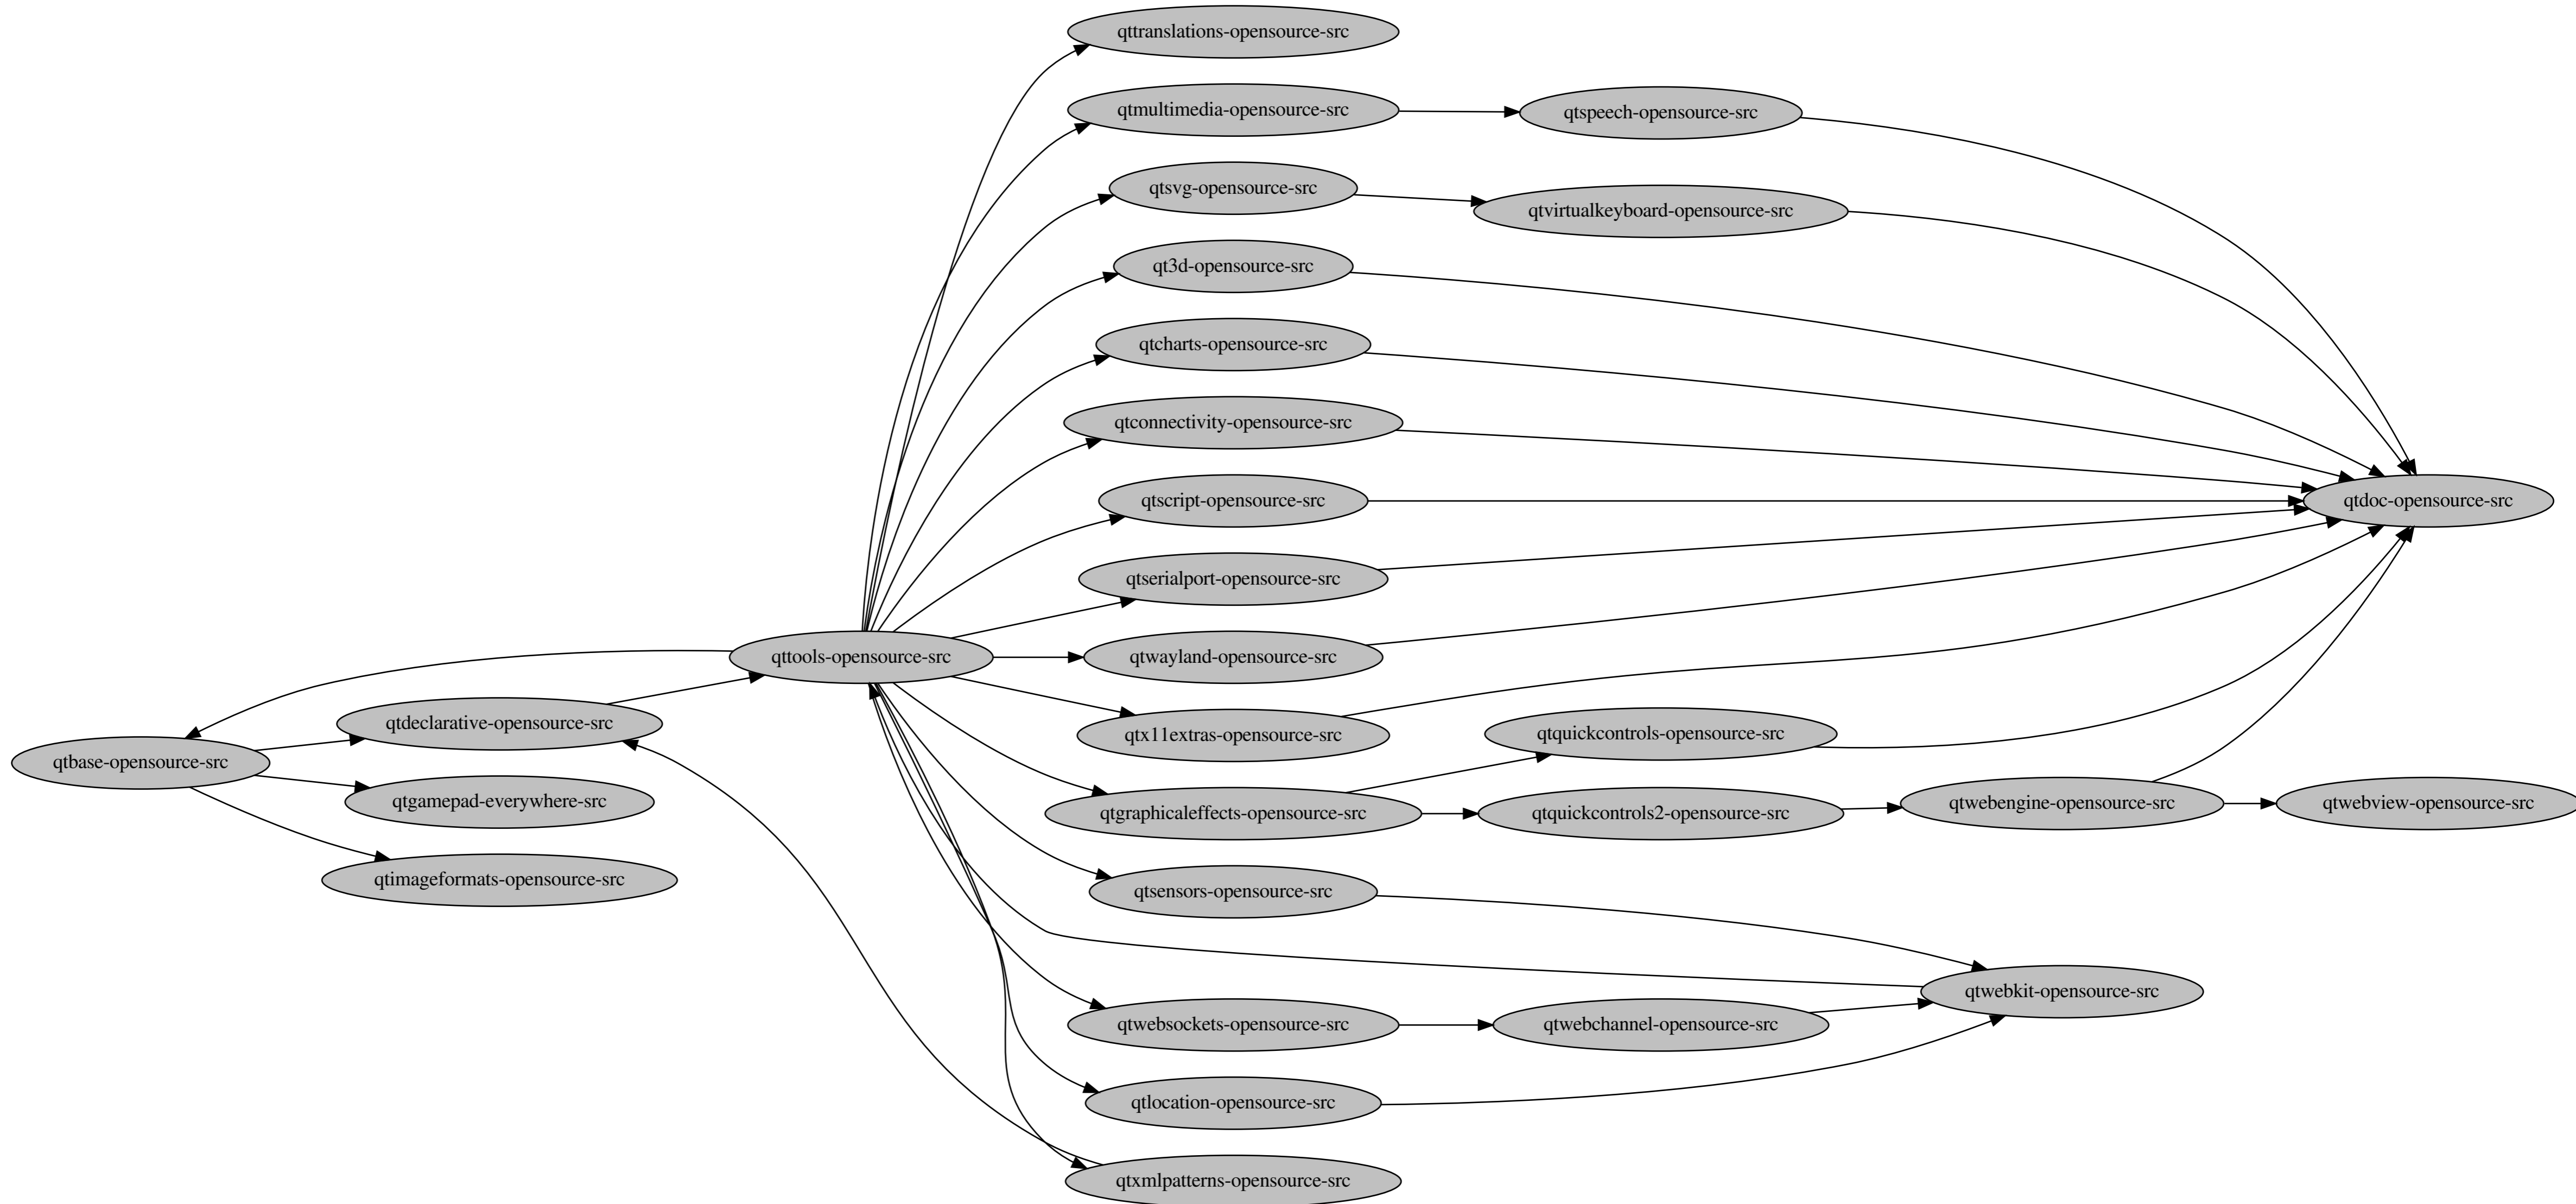 qttranslations-opensource-src
qtmultimedia-opensource-src
qtspeech-opensource-src
qtsvg-opensource-src
qtvirtualkeyboard-opensource-src
qt3d-opensource-src
qtcharts-opensource-src
qtconnectivity-opensource-src
qtscript-opensource-src
qtdoc-opensource-src
qtserialport-opensource-src
qttools-opensource-src
qtwayland-opensource-src
qtdeclarative-opensource-src
qtx11extras-opensource-src
qtquickcontrols-opensource-src
qtbase-opensource-src
qtgamepad-everywhere-src
qtgraphicaleffects-opensource-src
qtquickcontrols2-opensource-src
qtwebengine-opensource-src
qtwebview-opensource-src
qtimageformats-opensource-src
qtsensors-opensource-src
qtwebkit-opensource-src
qtwebsockets-opensource-src
qtwebchannel-opensource-src
qtlocation-opensource-src
qtxmlpatterns-opensource-src